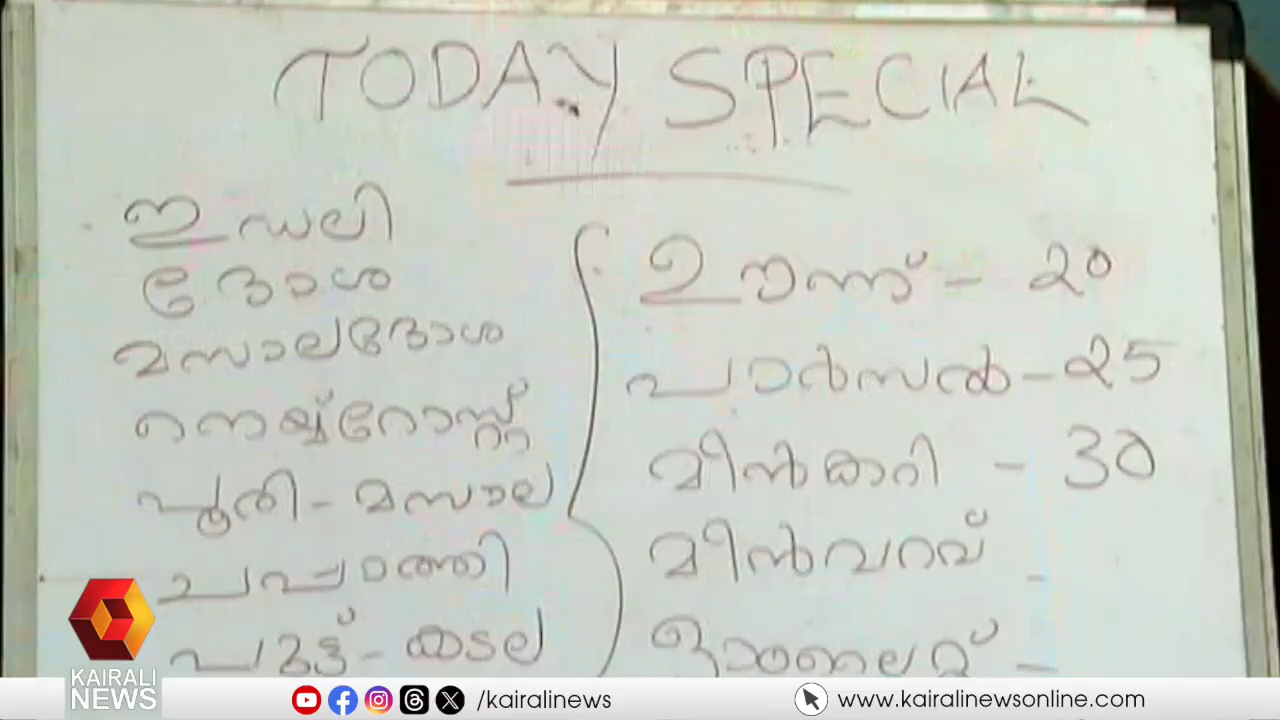 TODAY SPECIAL
ഇഡലി
ദോശ
മസാലദോശ
നെയ്റോസ്റ്റ്
പൂരി - മസാല
ചപ്പാത്തി
പുട്ട് - കടല
ഊണ് - 20
പാർസൽ - 25
മീൻകറി - 30
മീൻവറവ് -
ഓംലൈറ്റ് -
KAIRALI
NEWS
/kairalinews
www.kairalinewsonline.com